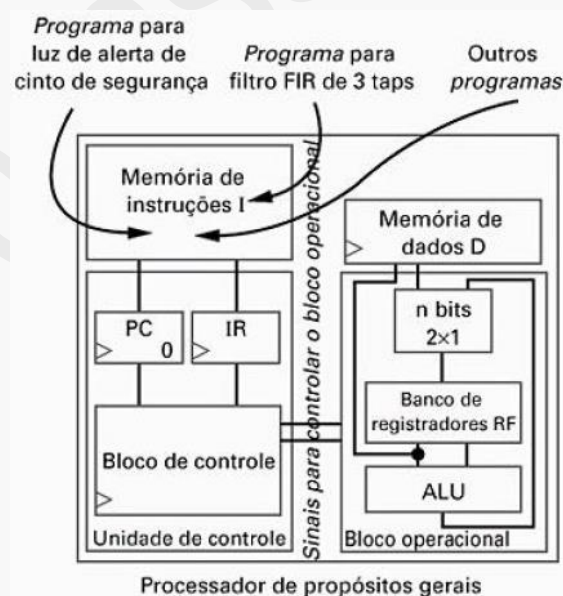 Programa para
luz de alerta de
cinto de segurança
Programa para
filtro FIR de 3 taps
Outros
programas
Memória de
instruções I
PC
0
IR
Bloco de controle
Unidade de controle
Sinais para controlar o bloco operacional
Memória de
dados D
n bits
2×1
Banco de
registradores RF
ALU
Bloco operacional
Processador de propósitos gerais